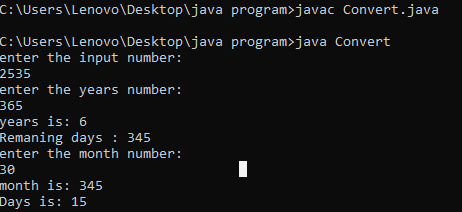 C:\Users\Lenovo\Desktop\java program>javac Convert.java
C:\Users\Lenovo\Desktop\java program>java Convert
enter the input number:
2535
enter the years number:
365
years is: 6
Remaning days : 345
enter the month number:
30
month is: 345
Days is: 15